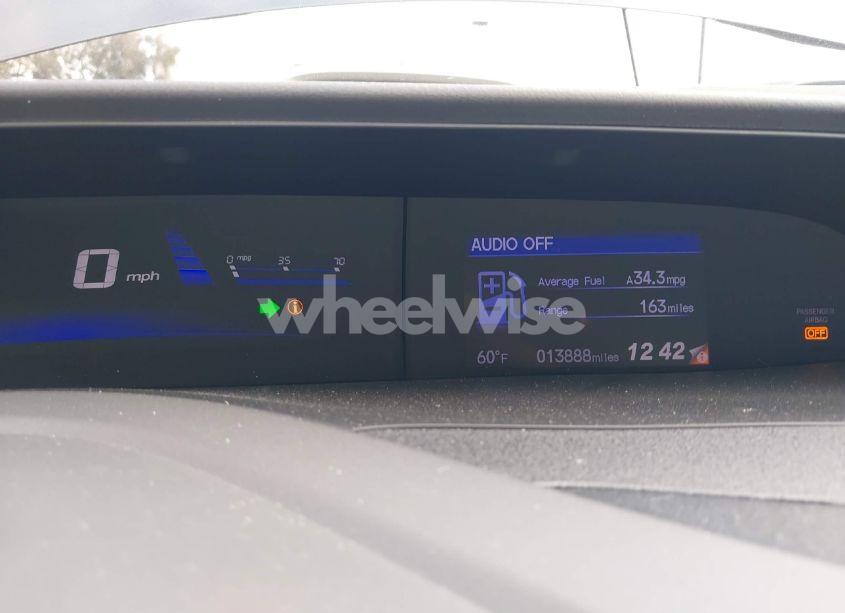 0 mph
0 mpg 35 70
AUDIO OFF
Average Fuel A34.3mpg
Range 163miles
60°F 013888miles 12 42
PASSENGER
AIRBAG
OFF
wheelwise